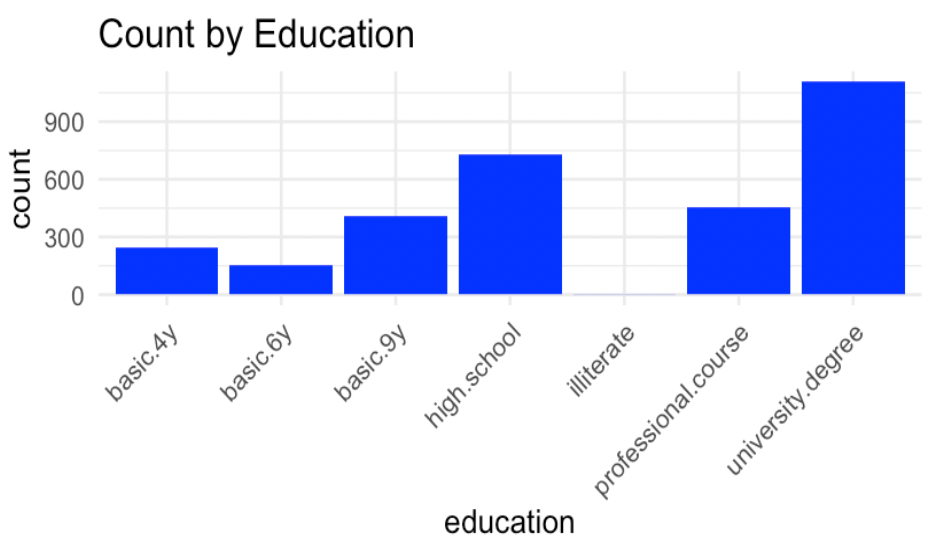 Count by Education
count
900
600
300
0
basic.4y
basic.6y
basic.9y
high.school
illiterate
professional.course
university.degree
education